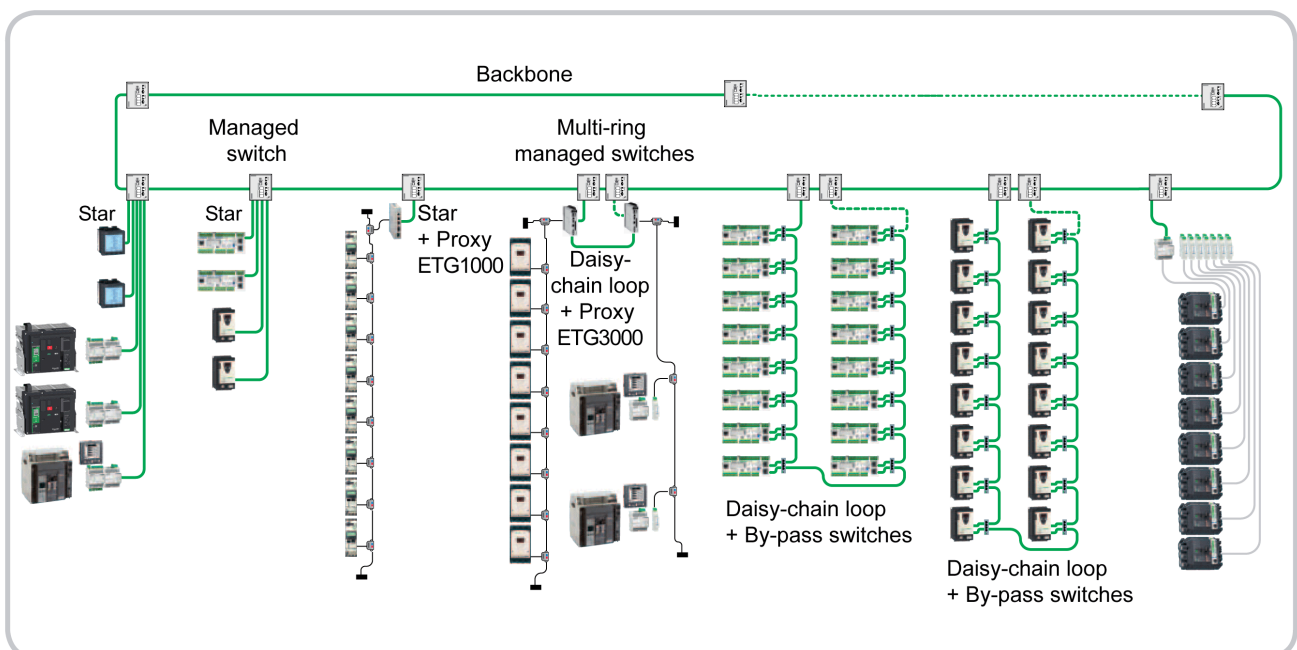 Backbone
Managed
switch
Multi-ring
managed switches
Star
Star
Star
+ Proxy
ETG1000
Daisy-
chain loop
+ Proxy
ETG3000
Daisy-chain loop
+ By-pass switches
Daisy-chain loop
+ By-pass switches